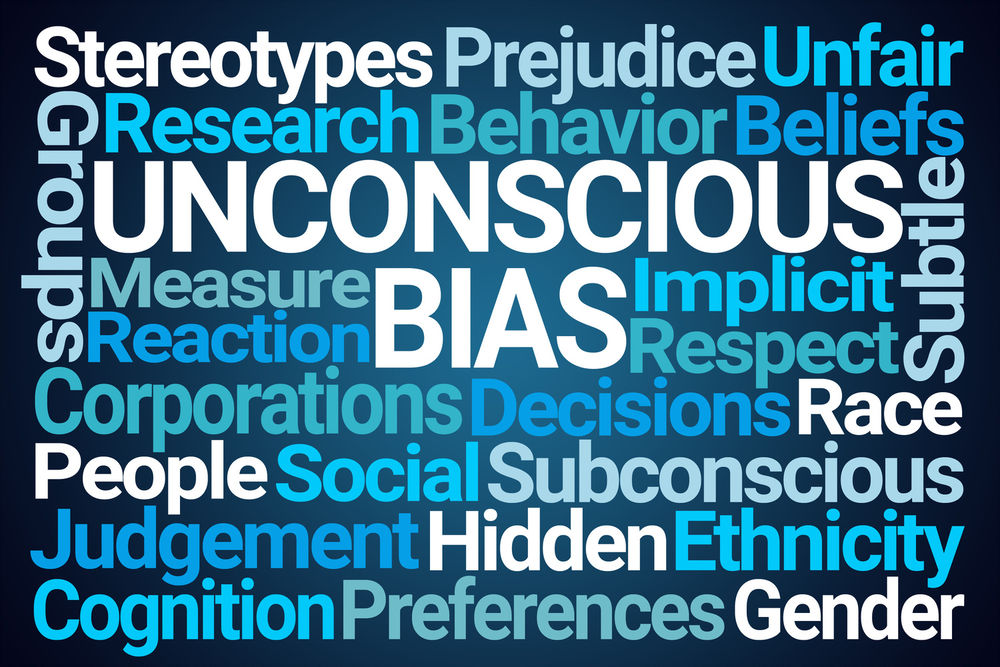 Stereotypes Prejudice Unfair
Groups
Research Behavior Beliefs
UNCONSCIOUS
Subtle
Measure
BIAS
Implicit
Reaction
Respect
Corporations Decisions Race
People Social Subconscious
Judgement Hidden Ethnicity
Cognition Preferences Gender